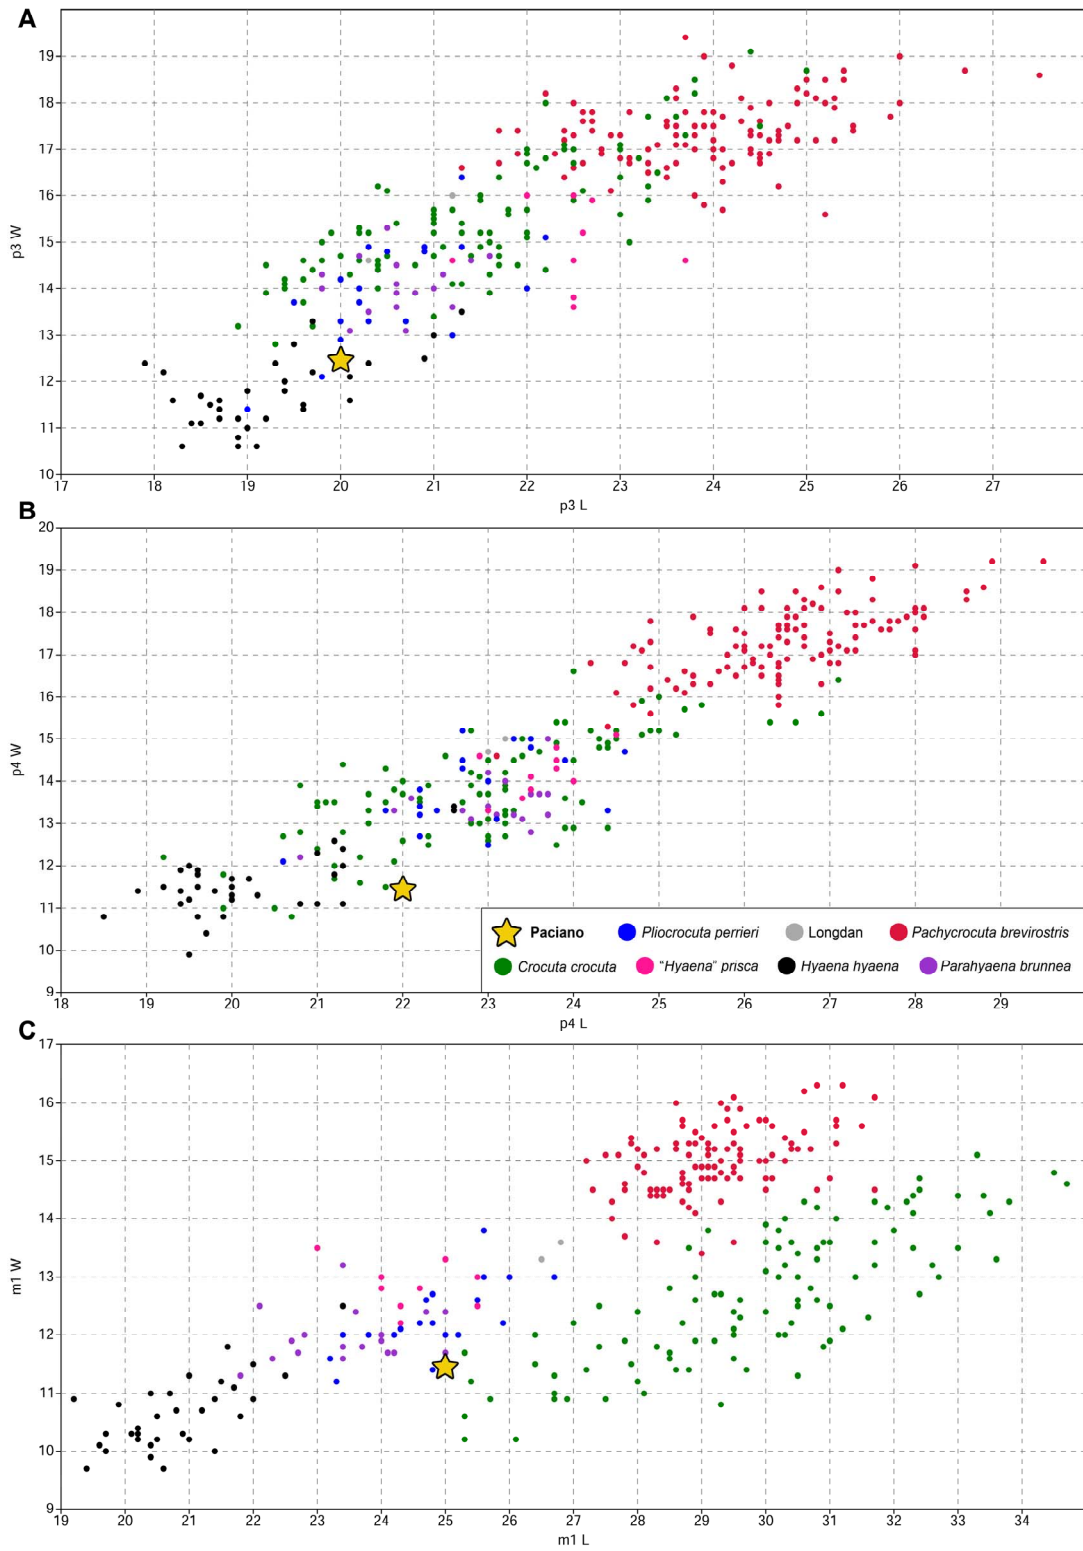 A
19
18
17
16
15
14
13
12
11
10
p3 W
17 18 19 20 21 22 23 24 25 26 27
p3 L
B
20
19
18
17
16
15
14
13
12
11
10
9
p4 W
Paciano Pliocrocuta perrieri Longdan Pachycrocuta brevirostris
Crocuta crocuta "Hyaena" prisca Hyaena hyaena Parahyaena brunnea
18 19 20 21 22 23 24 25 26 27 28 29
p4 L
C
17
16
15
14
13
12
11
10
9
m1 W
19 20 21 22 23 24 25 26 27 28 29 30 31 32 33 34
m1 L